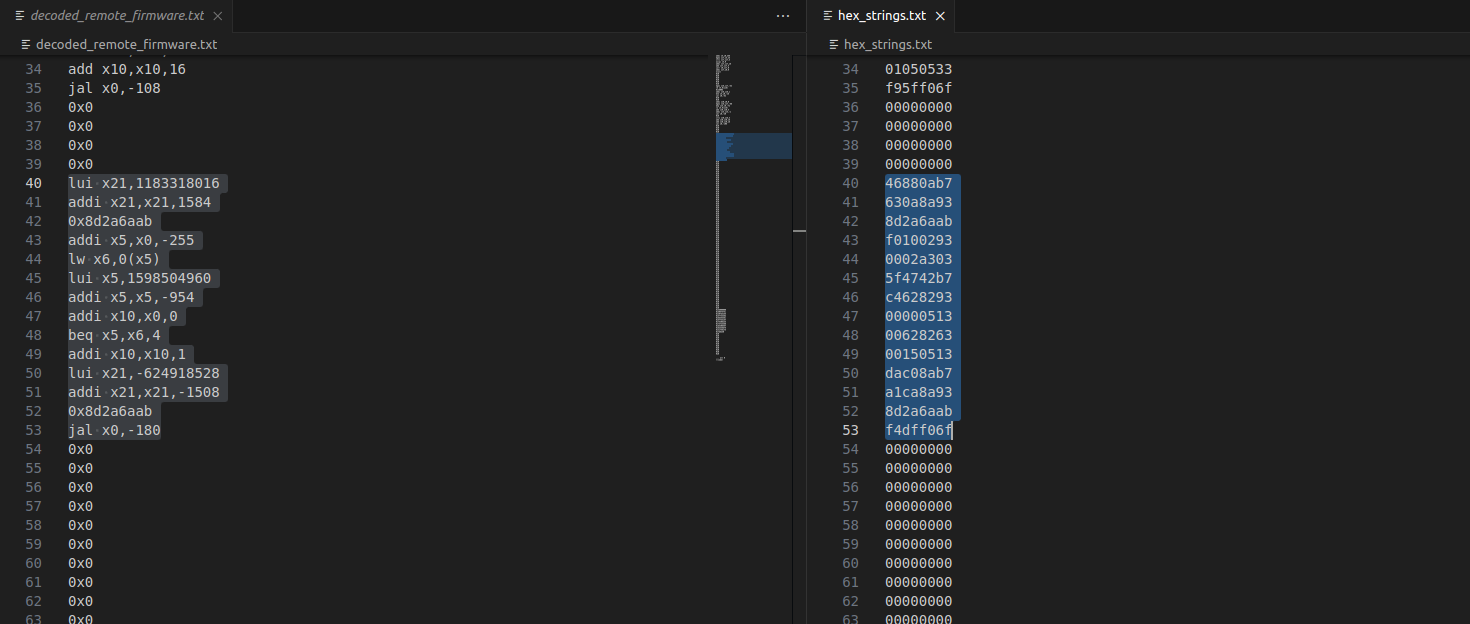 decoded_remote_firmware.txt
decoded_remote_firmware.txt
34 add x10,x10,16
35 jal x0,-108
36 0x0
37 0x0
38 0x0
39 0x0
40 lui x21,1183318016
41 addi x21,x21,1584
42 0x8d2a6aab
43 addi x5,x0,-255
44 lw x6,0(x5)
45 lui x5,1598504960
46 addi x5,x5,-954
47 addi x10,x0,0
48 beq x5,x6,4
49 addi x10,x10,1
50 lui x21,-624918528
51 addi x21,x21,-1508
52 0x8d2a6aab
53 jal x0,-180
54 0x0
55 0x0
56 0x0
57 0x0
58 0x0
59 0x0
60 0x0
61 0x0
62 0x0
63 0x0
hex_strings.txt
hex_strings.txt
34 01050533
35 f95ff06f
36 00000000
37 00000000
38 00000000
39 00000000
40 46880ab7
41 630a8a93
42 8d2a6aab
43 f0100293
44 0002a303
45 5f4742b7
46 c4628293
47 00000513
48 00628263
49 00150513
50 dac08ab7
51 a1ca8a93
52 8d2a6aab
53 f4dff06f
54 00000000
55 00000000
56 00000000
57 00000000
58 00000000
59 00000000
60 00000000
61 00000000
62 00000000
63 00000000